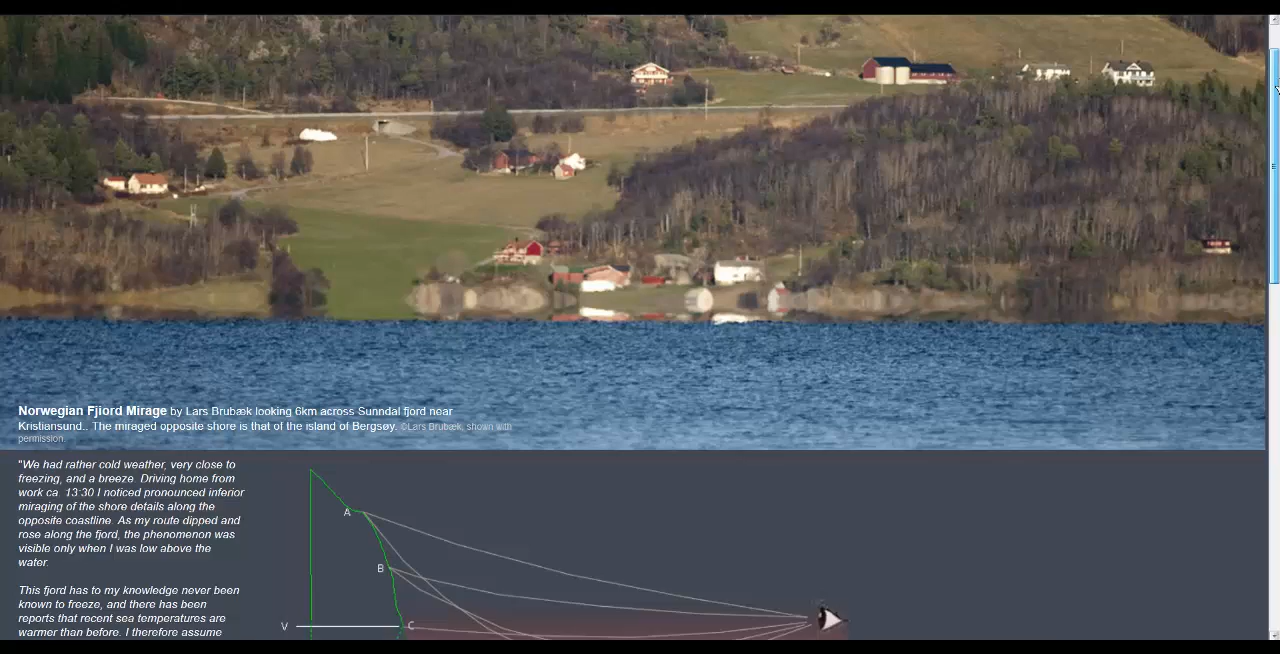 Norwegian Fjiord Mirage by Lars Brubæk looking 6km across Sunndal fjord near
Kristiansund.. The miraged opposite shore is that of the island of Bergsøy. ©Lars Brubæk, shown with
permission.
"We had rather cold weather, very close to
freezing, and a breeze. Driving home from
work ca. 13:30 I noticed pronounced inferior
miraging of the shore details along the
opposite coastline. As my route dipped and
rose along the fjord, the phenomenon was
visible only when I was low above the
water.
This fjord has to my knowledge never been
known to freeze, and there has been
reports that recent sea temperatures are
warmer than before. I therefore assume
A
B
V
C